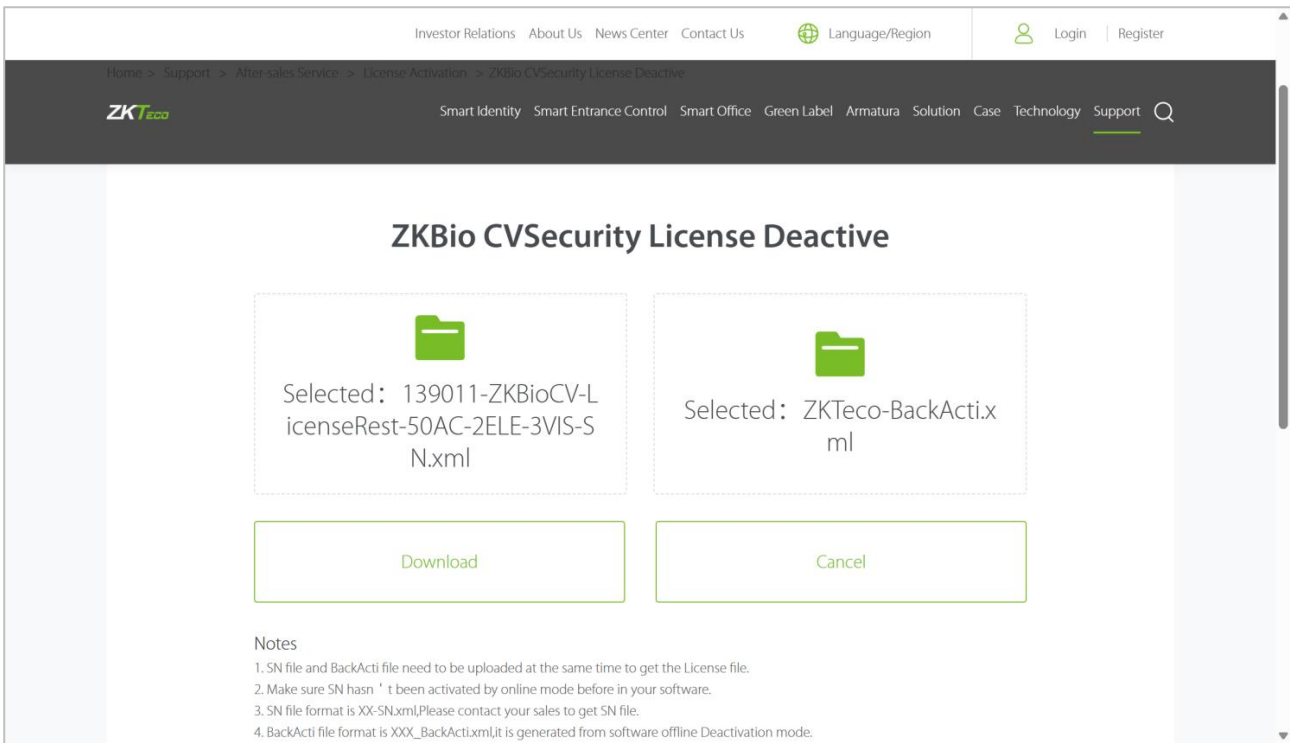 Investor Relations About Us News Center Contact Us Language/Region Login Register
Home > Support > After-sales Service > License Activation > ZKBio CVSecurity License Deactive
ZKTECO Smart Identity Smart Entrance Control Smart Office Green Label Armatura Solution Case Technology Support
ZKBio CVSecurity License Deactive
Selected： 139011-ZKBioCV-L
icenseRest-50AC-2ELE-3VIS-S
N.xml
Selected： ZKTeco-BackActi.x
ml
Download Cancel
Notes
1. SN file and BackActi file need to be uploaded at the same time to get the License file.
2. Make sure SN hasn ' t been activated by online mode before in your software.
3. SN file format is XX-SN.xml,Please contact your sales to get SN file.
4. BackActi file format is XXX_BackActi.xml,it is generated from software offline Deactivation mode.